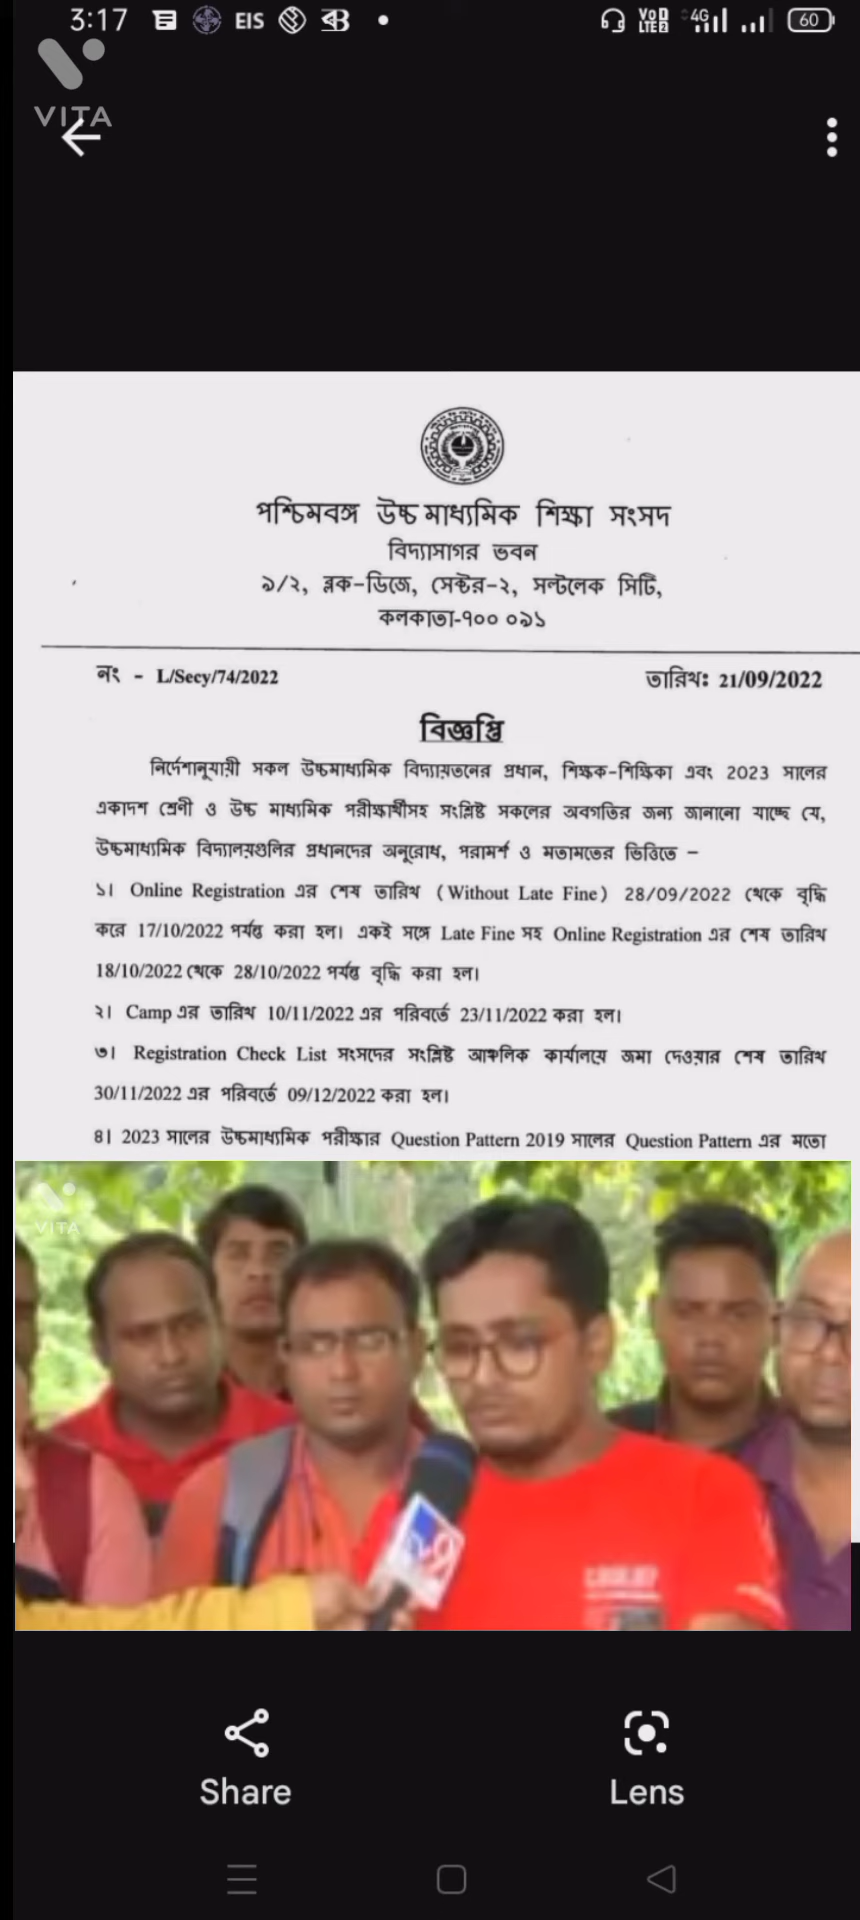 3:17 EIS VoD LTE2 4G 60
VITA
পশ্চিমবঙ্গ উচ্চ মাধ্যমিক শিক্ষা সংসদ
বিদ্যাসাগর ভবন
৯/২, ব্লক-ডিজে, সেক্টর-২, সল্টলেক সিটি,
কলকাতা-৭০০ ০৯১
নং - L/Secy/74/2022 তারিখঃ 21/09/2022
বিজ্ঞপ্তি
নির্দেশানুযায়ী সকল উচ্চমাধ্যমিক বিদ্যায়তনের প্রধান, শিক্ষক-শিক্ষিকা এবং 2023 সালের
একাদশ শ্রেণী ও উচ্চ মাধ্যমিক পরীক্ষার্থীসহ সংশ্লিষ্ট সকলের অবগতির জন্য জানানো যাচ্ছে যে,
উচ্চমাধ্যমিক বিদ্যালয়গুলির প্রধানদের অনুরোধ, পরামর্শ ও মতামতের ভিত্তিতে –
১। Online Registration এর শেষ তারিখ (Without Late Fine) 28/09/2022 থেকে বৃদ্ধি
করে 17/10/2022 পর্যন্ত করা হল। একই সঙ্গে Late Fine সহ Online Registration এর শেষ তারিখ
18/10/2022 থেকে 28/10/2022 পর্যন্ত বৃদ্ধি করা হল।
২। Camp এর তারিখ 10/11/2022 এর পরিবর্তে 23/11/2022 করা হল।
৩। Registration Check List সংসদের সংশ্লিষ্ট আঞ্চলিক কার্যালয়ে জমা দেওয়ার শেষ তারিখ
30/11/2022 এর পরিবর্তে 09/12/2022 করা হল।
৪। 2023 সালের উচ্চমাধ্যমিক পরীক্ষার Question Pattern 2019 সালের Question Pattern এর মতো
VITA
Share Lens